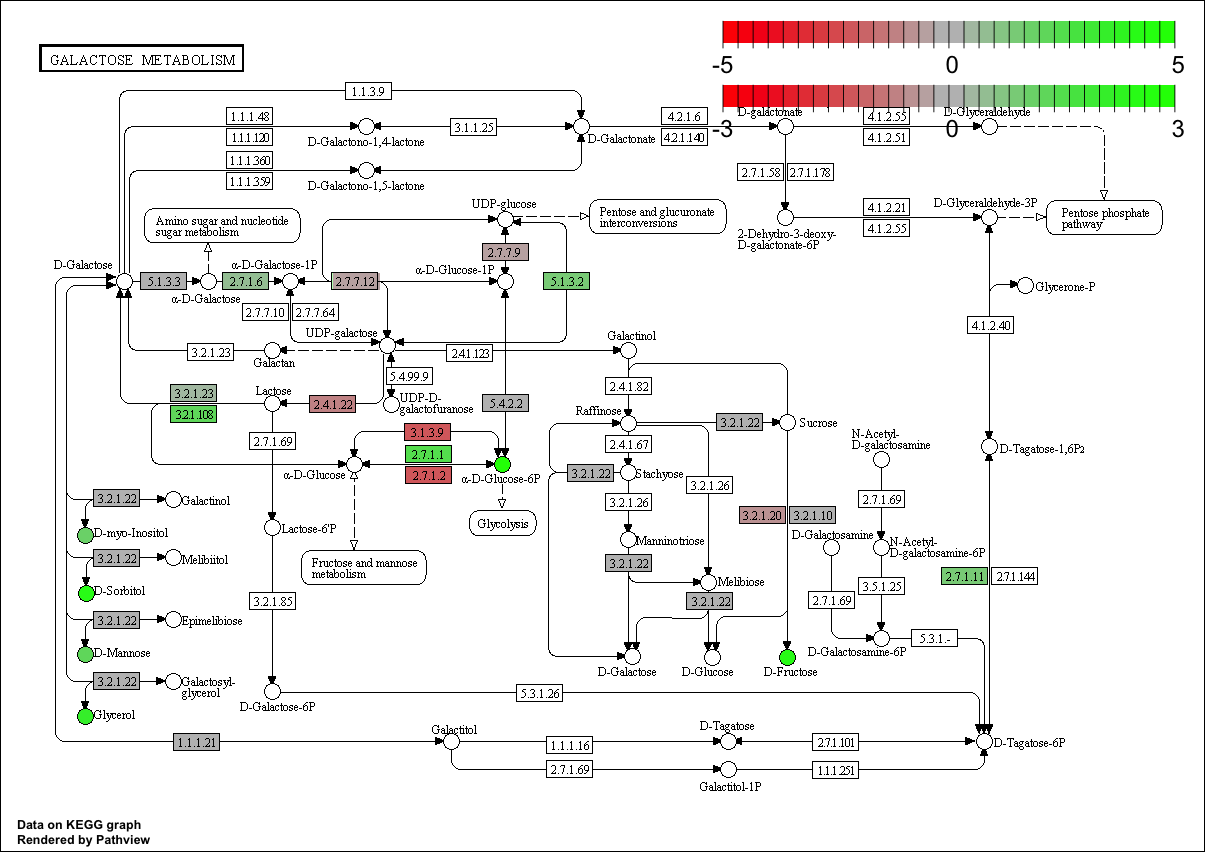 GALACTOSE METABOLISM
-5
0
5
-3
0
3
1.1.3.9
1.1.1.48
1.1.1.120
D-Galactono-1,4-lactone
3.1.1.25
D-Galactonate
4.2.1.6
4.2.1.140
D-galactonate
4.1.2.55
4.1.2.51
D-Glyceraldehyde
1.1.1.360
1.1.1.359
D-Galactono-1,5-lactone
2.7.1.58
2.7.1.178
UDP-glucose
Amino sugar and nucleotide
sugar metabolism
Pentose and glucuronate
interconversions
2-Dehydro-3-deoxy-
D-galactonate-6P
4.1.2.21
4.1.2.55
D-Glyceraldehyde-3P
Pentose phosphate
pathway
2.7.7.9
D-Galactose
5.1.3.3
α-D-Galactose
2.7.1.6
α-D-Galactose-1P
2.7.7.12
α-D-Glucose-1P
5.1.3.2
Glycerone-P
2.7.7.10
2.7.7.64
UDP-galactose
4.1.2.40
3.2.1.23
Galactan
2.4.1.123
Galactinol
5.4.99.9
2.4.1.82
3.2.1.23
3.2.1.108
Lactose
2.4.1.22
UDP-D-
galactofuranose
5.4.2.2
Raffinose
3.2.1.22
Sucrose
2.7.1.69
3.1.3.9
2.7.1.1
2.7.1.2
α-D-Glucose
α-D-Glucose-6P
2.4.1.67
N-Acetyl-
D-galactosamine
D-Tagatose-1,6P2
3.2.1.22
Stachyose
3.2.1.26
3.2.1.26
2.7.1.69
3.2.1.22
Galactinol
D-myo-Inositol
Lactose-6'P
Glycolysis
3.2.1.20
3.2.1.10
Manninotriose
D-Galactosamine
N-Acetyl-
D-galactosamine-6P
3.2.1.22
Melibiitol
D-Sorbitol
Fructose and mannose
metabolism
3.2.1.22
Melibiose
2.7.1.11
2.7.1.144
3.2.1.85
3.2.1.22
2.7.1.69
3.5.1.25
3.2.1.22
Epimelibiose
D-Mannose
D-Galactosamine-6P
5.3.1.-
D-Galactose
D-Glucose
D-Fructose
3.2.1.22
Galactosyl-
glycerol
Glycerol
D-Galactose-6P
5.3.1.26
1.1.1.21
Galactitol
1.1.1.16
D-Tagatose
2.7.1.101
D-Tagatose-6P
2.7.1.69
Galactitol-1P
1.1.1.251
Data on KEGG graph
Rendered by Pathview